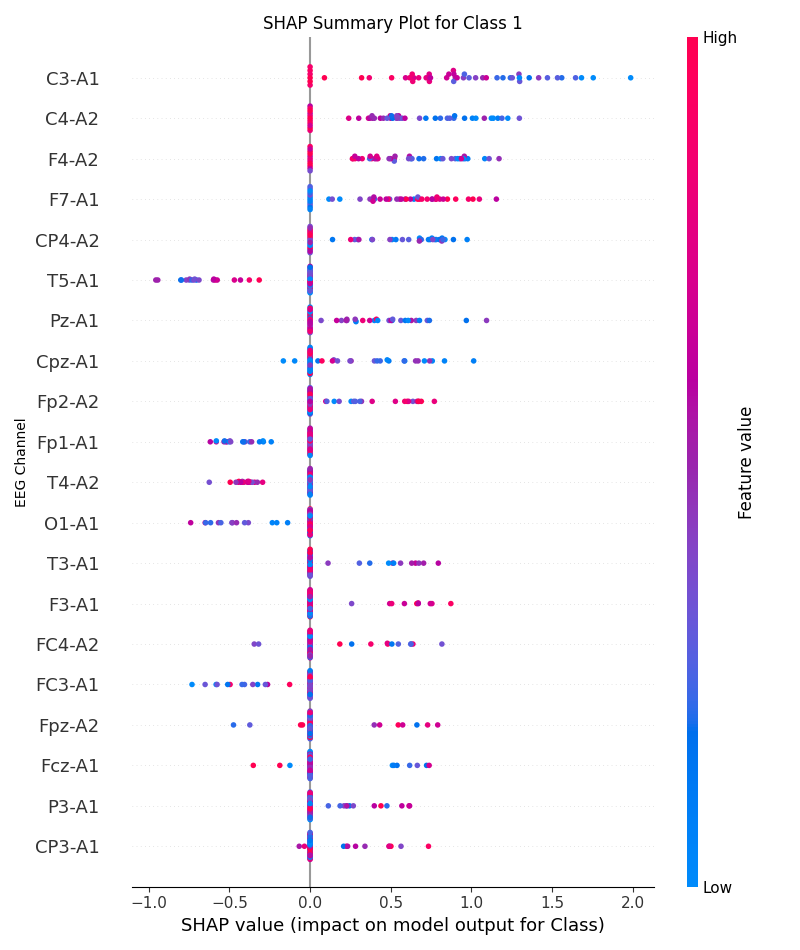 SHAP Summary Plot for Class 1
High
C3-A1
C4-A2
F4-A2
F7-A1
CP4-A2
T5-A1
Pz-A1
Cpz-A1
Fp2-A2
Fp1-A1
T4-A2
O1-A1
T3-A1
F3-A1
FC4-A2
FC3-A1
Fpz-A2
Fcz-A1
P3-A1
CP3-A1
EEG Channel
Feature value
Low
−1.0 −0.5 0.0 0.5 1.0 1.5 2.0
SHAP value (impact on model output for Class)